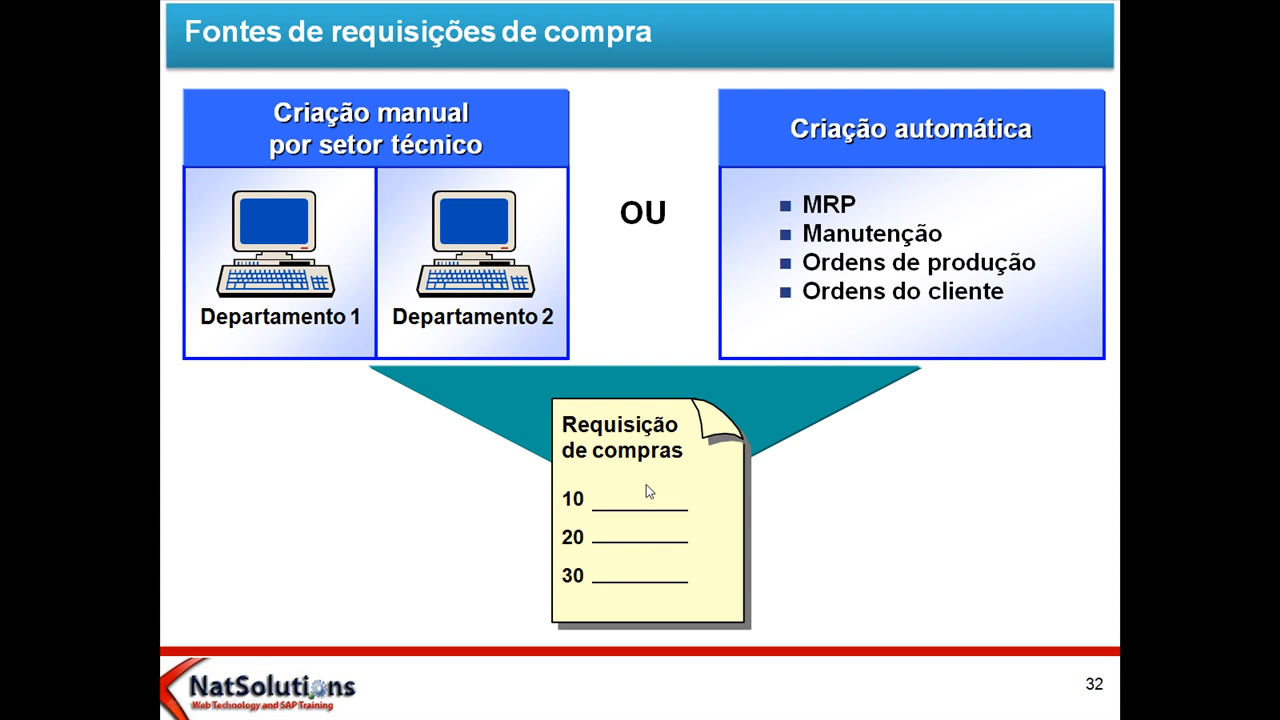 Fontes de requisições de compra
Criação manual
por setor técnico
Departamento 1
Departamento 2
OU
Criação automática
MRP
Manutenção
Ordens de produção
Ordens do cliente
Requisição
de compras
10
20
30
NatSolutions
Web Technology and SAP Training
32